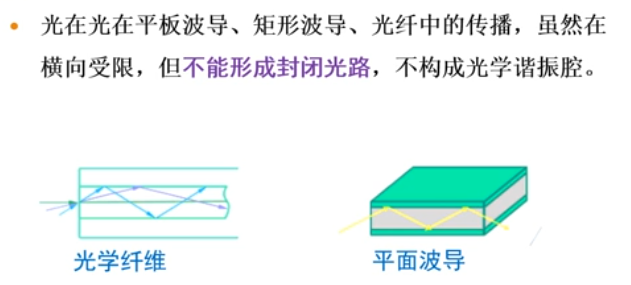 • 光在光在平板波导、矩形波导、光纤中的传播，虽然在
横向受限，但不能形成封闭光路，不构成光学谐振腔。
光学纤维
平面波导